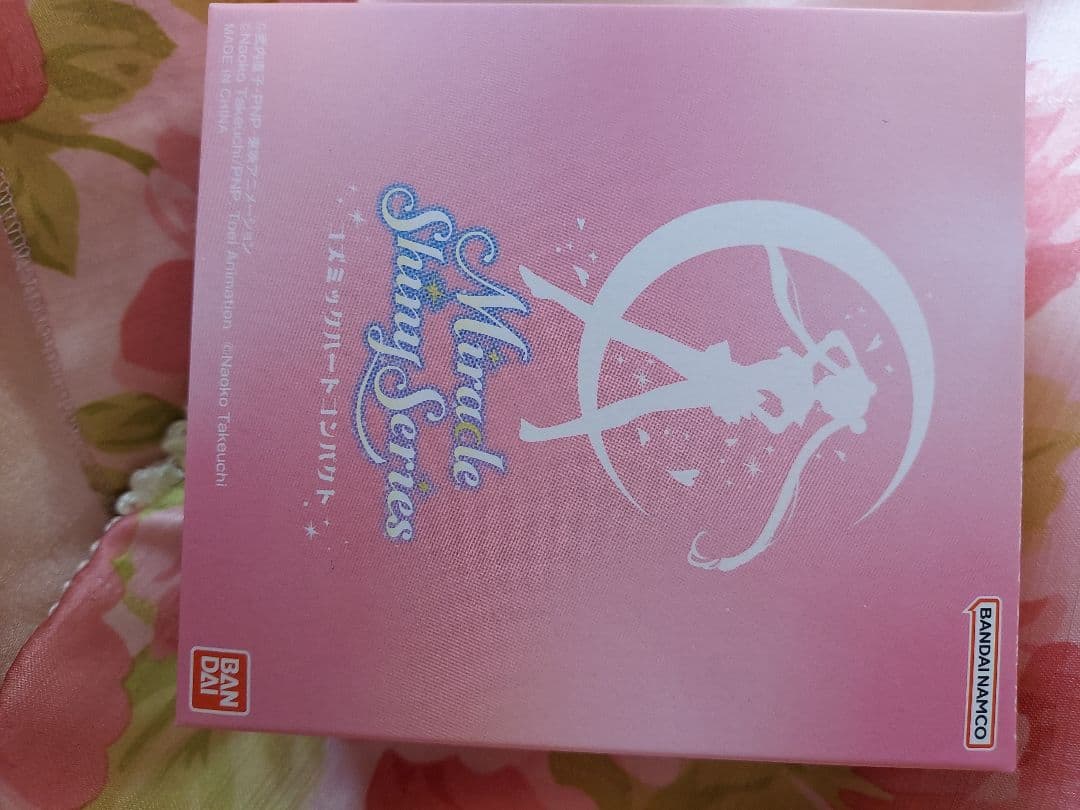 BANDAI NAMCO
Miracle
Shiny Series
コズミックハートコンパクト
©武内直子・PNP・東映アニメーション
©Naoko Takeuchi/PNP, Toei Animation ©Naoko Takeuchi
MADE IN CHINA
BAN
DAI